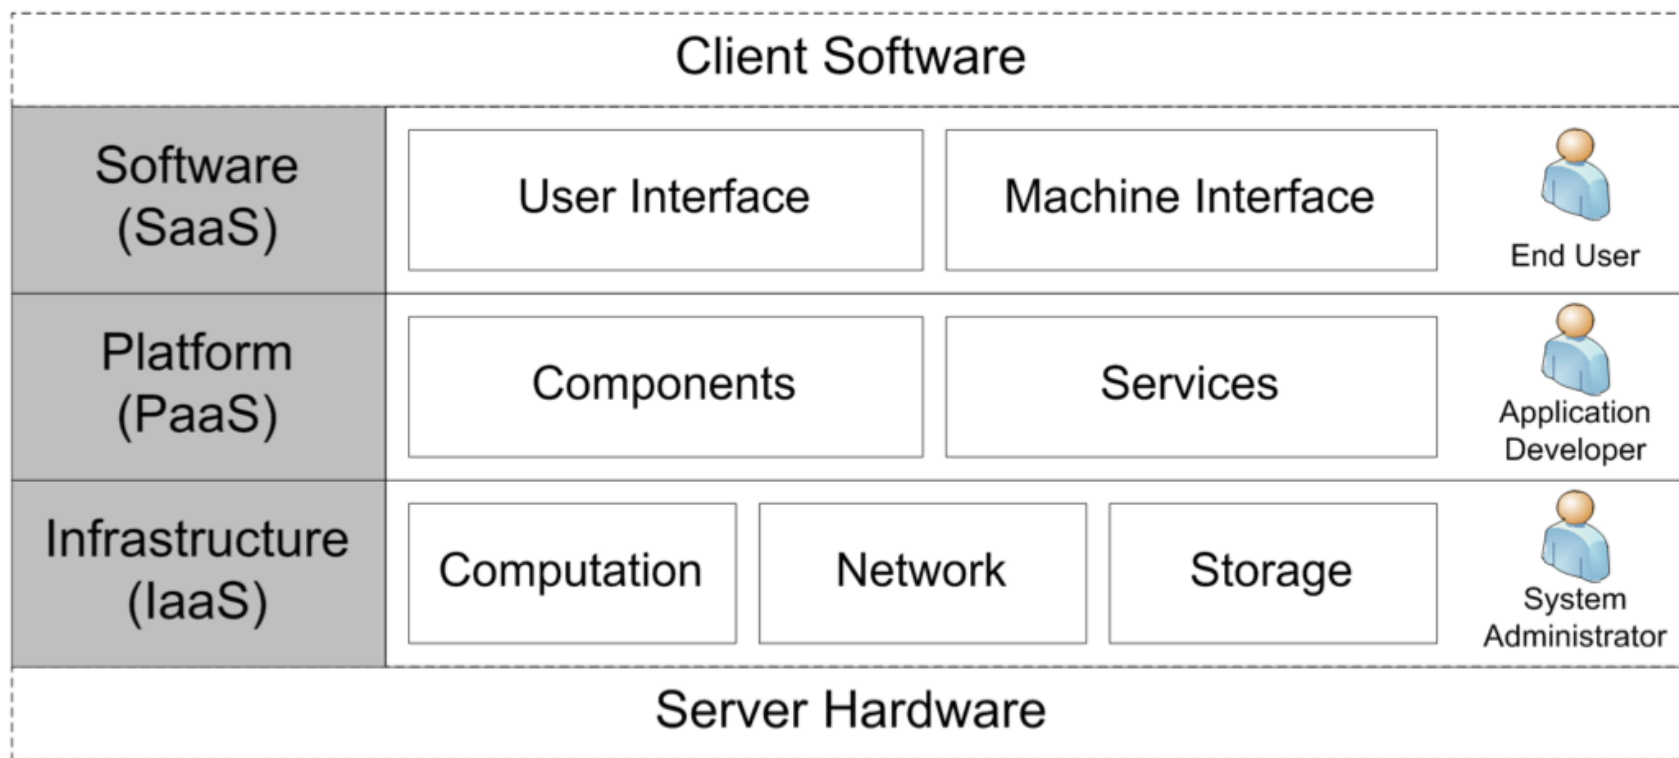 Client Software
Software
(SaaS)
User Interface
Machine Interface
End User
Platform
(PaaS)
Components
Services
Application
Developer
Infrastructure
(IaaS)
Computation
Network
Storage
System
Administrator
Server Hardware